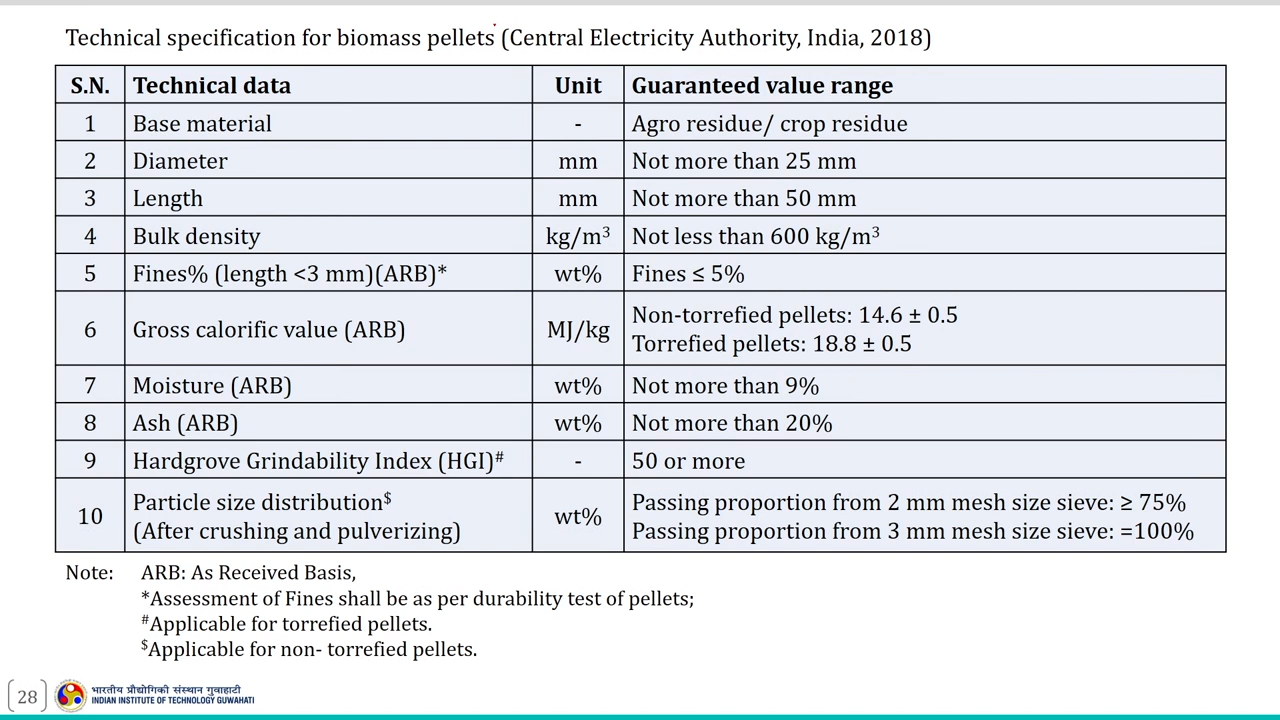 Technical specification for biomass pellets (Central Electricity Authority, India, 2018)
S.N. Technical data Unit Guaranteed value range
1 Base material - Agro residue/ crop residue
2 Diameter mm Not more than 25 mm
3 Length mm Not more than 50 mm
4 Bulk density kg/m³ Not less than 600 kg/m³
5 Fines% (length <3 mm)(ARB)* wt% Fines ≤ 5%
6 Gross calorific value (ARB) MJ/kg Non-torrefied pellets: 14.6 ± 0.5
Torrefied pellets: 18.8 ± 0.5
7 Moisture (ARB) wt% Not more than 9%
8 Ash (ARB) wt% Not more than 20%
9 Hardgrove Grindability Index (HGI)# - 50 or more
10 Particle size distribution$
(After crushing and pulverizing) wt% Passing proportion from 2 mm mesh size sieve: ≥ 75%
Passing proportion from 3 mm mesh size sieve: =100%
Note: ARB: As Received Basis,
*Assessment of Fines shall be as per durability test of pellets;
#Applicable for torrefied pellets.
$Applicable for non- torrefied pellets.
28
भारतीय प्रौद्योगिकी संस्थान गुवाहाटी
INDIAN INSTITUTE OF TECHNOLOGY GUWAHATI